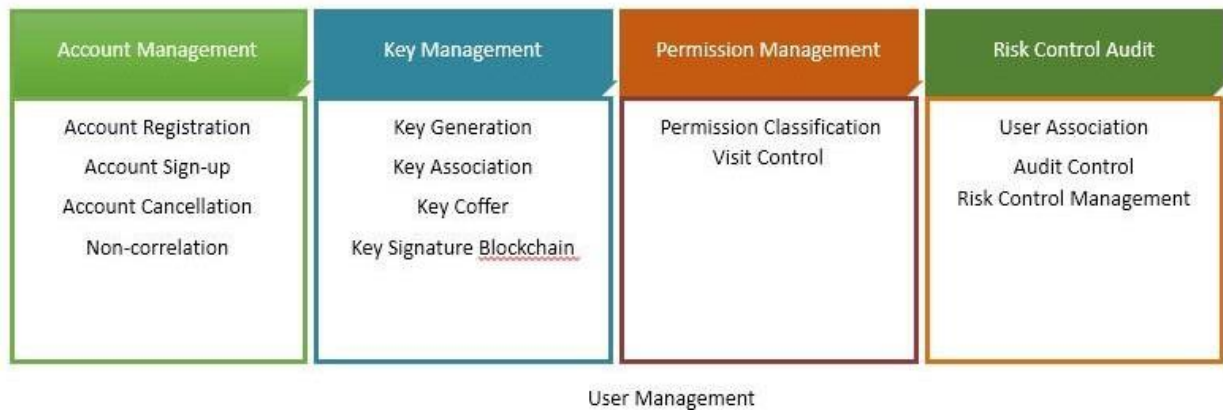 Account Management
Account Registration
Account Sign-up
Account Cancellation
Non-correlation
Key Management
Key Generation
Key Association
Key Coffer
Key Signature Blockchain
Permission Management
Permission Classification
Visit Control
Risk Control Audit
User Association
Audit Control
Risk Control Management
User Management